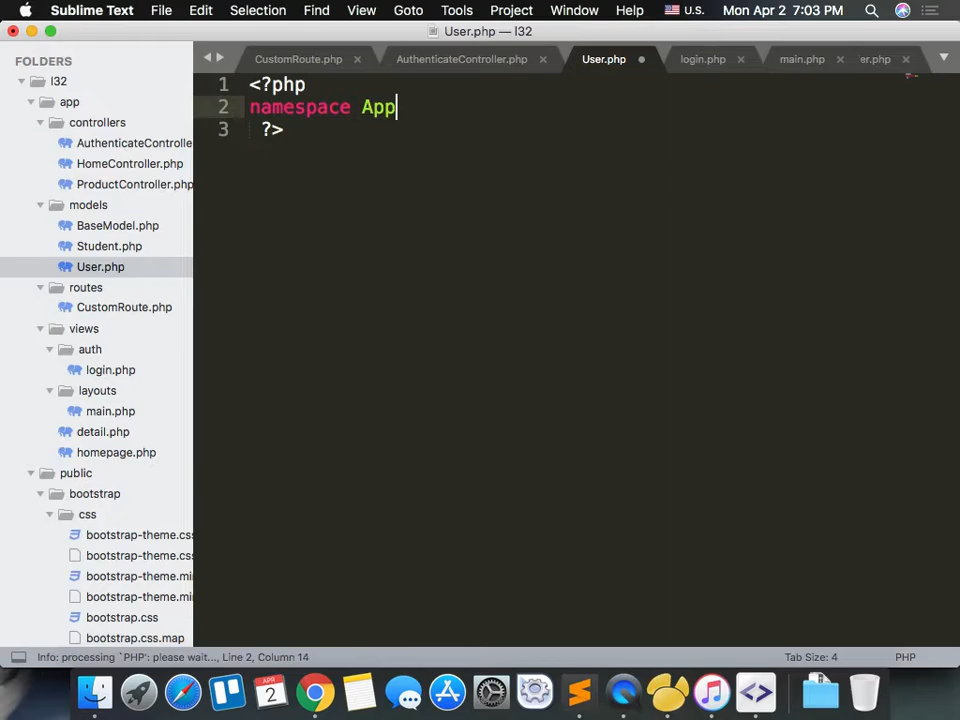 Sublime Text File Edit Selection Find Goto View Tools Project Window Help U.S. Mon Apr 2 7:03 PM
User.php — l32
FOLDERS
l32
app
controllers
AuthenticateControlle
HomeController.php
ProductController.php
models
BaseModel.php
Student.php
User.php
routes
CustomRoute.php
views
auth
login.php
layouts
main.php
detail.php
homepage.php
public
bootstrap
css
bootstrap-theme.css
bootstrap-theme.css
bootstrap-theme.mi
bootstrap-theme.mi
bootstrap.css
bootstrap.css.map
CustomRoute.php AuthenticateController.php User.php login.php main.php er.php
1 <?php
2 namespace App
3 ?>
Info: processing `PHP': please wait..., Line 2, Column 14 Tab Size: 4 PHP
APR
2